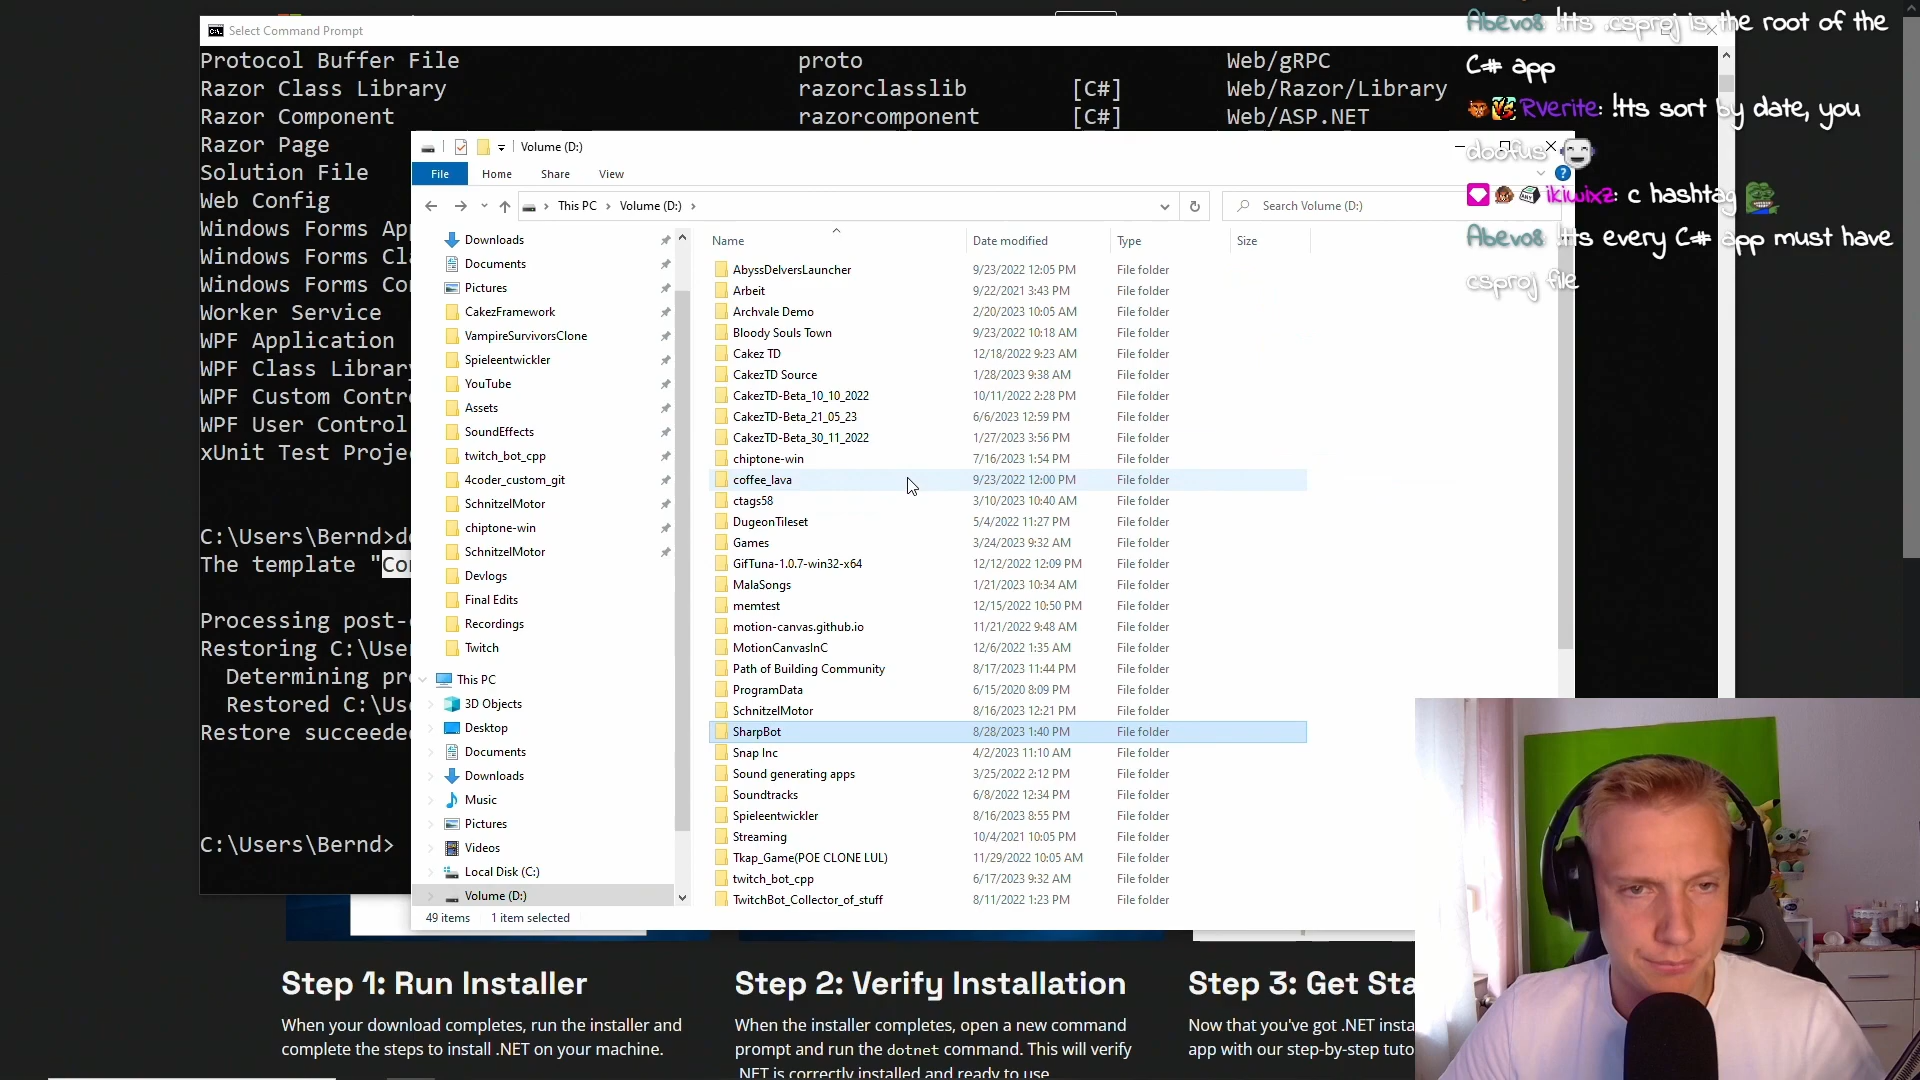 Select Command Prompt
Protocol Buffer File proto Web/gRPC
Razor Class Library razorclasslib [C#] Web/Razor/Library
Razor Component razorcomponent [C#] Web/ASP.NET
Razor Page
Solution File
Web Config
Windows Forms Ap
Windows Forms Cl
Windows Forms Co
Worker Service
WPF Application
WPF Class Librar
WPF Custom Contr
WPF User Control
xUnit Test Proje
C:\Users\Bernd>d
The template "Co
Processing post-
Restoring C:\Use
Determining pr
Restored C:\Us
Restore succeede
C:\Users\Bernd>
Volume (D:)
File Home Share View
This PC > Volume (D:) >
Search Volume (D:)
Downloads
Documents
Pictures
CakezFramework
VampireSurvivorsClone
Spieleentwickler
YouTube
Assets
SoundEffects
twitch_bot_cpp
4coder_custom_git
SchnitzelMotor
chiptone-win
SchnitzelMotor
Devlogs
Final Edits
Recordings
Twitch
This PC
3D Objects
Desktop
Documents
Downloads
Music
Pictures
Videos
Local Disk (C:)
Volume (D:)
Name Date modified Type Size
AbyssDelversLauncher 9/23/2022 12:05 PM File folder
Arbeit 9/22/2021 3:43 PM File folder
Archvale Demo 2/20/2023 10:05 AM File folder
Bloody Souls Town 9/23/2022 10:18 AM File folder
Cakez TD 12/18/2022 9:23 AM File folder
CakezTD Source 1/28/2023 9:38 AM File folder
CakezTD-Beta_10_10_2022 10/11/2022 2:28 PM File folder
CakezTD-Beta_21_05_23 6/6/2023 12:59 PM File folder
CakezTD-Beta_30_11_2022 1/27/2023 3:56 PM File folder
chiptone-win 7/16/2023 1:54 PM File folder
coffee_lava 9/23/2022 12:00 PM File folder
ctags58 3/10/2023 10:40 AM File folder
DugeonTileset 5/4/2022 11:27 PM File folder
Games 3/24/2023 9:32 AM File folder
GifTuna-1.0.7-win32-x64 12/12/2022 12:09 PM File folder
MalaSongs 1/21/2023 10:34 AM File folder
memtest 12/15/2022 10:50 PM File folder
motion-canvas.github.io 11/21/2022 9:48 AM File folder
MotionCanvasInC 12/6/2022 1:35 AM File folder
Path of Building Community 8/17/2023 11:44 PM File folder
ProgramData 6/15/2020 8:09 PM File folder
SchnitzelMotor 8/16/2023 12:21 PM File folder
SharpBot 8/28/2023 1:40 PM File folder
Snap Inc 4/2/2023 11:10 AM File folder
Sound generating apps 3/25/2022 2:12 PM File folder
Soundtracks 6/8/2022 12:34 PM File folder
Spieleentwickler 8/16/2023 8:55 PM File folder
Streaming 10/4/2021 10:05 PM File folder
Tkap_Game(POE CLONE LUL) 11/29/2022 10:05 AM File folder
twitch_bot_cpp 6/17/2023 9:32 AM File folder
TwitchBot_Collector_of_stuff 8/11/2022 1:23 PM File folder
49 items 1 item selected
Abevo8 !tts .csproj is the root of the
C# app
Rverite: !tts sort by date, you
doofus
ikiwixz: c hashtag
Abevo8 !tts every C# app must have
csproj file
Step 1: Run Installer
When your download completes, run the installer and
complete the steps to install .NET on your machine.
Step 2: Verify Installation
When the installer completes, open a new command
prompt and run the dotnet command. This will verify
.NET is correctly installed and ready to use
Step 3: Get Sta
Now that you've got .NET insta
app with our step-by-step tuto